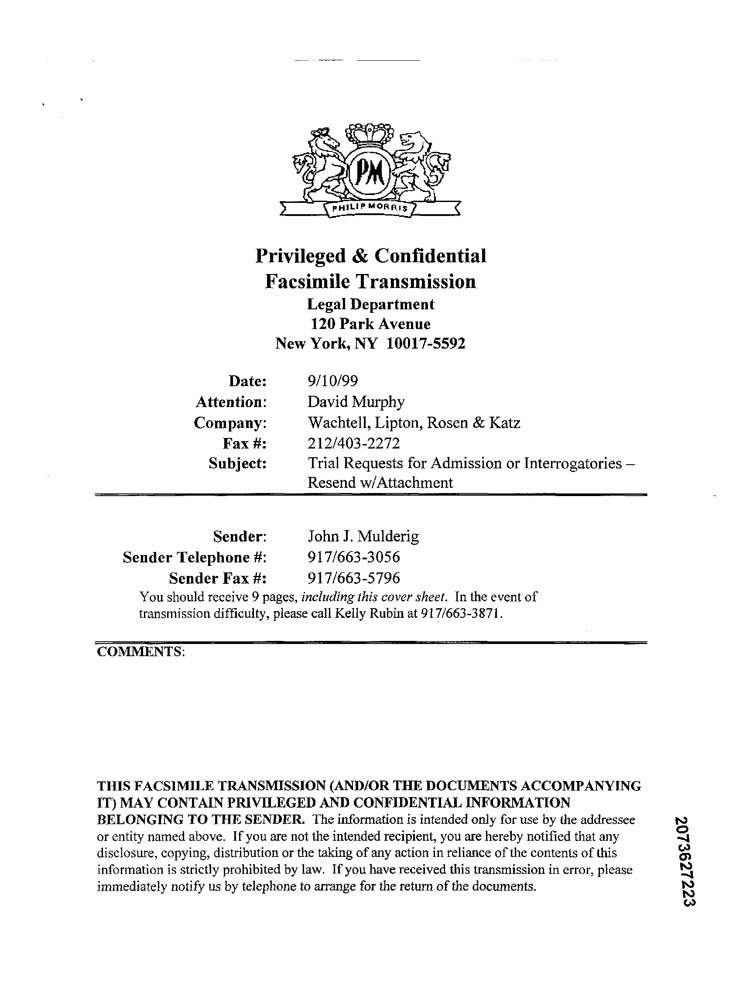 PM
PHILIP MORRIS
Privileged & Confidential
Facsimile Transmission
Legal Department
120 Park Avenue
New York, NY 10017-5592
Date: 9/10/99
Attention: David Murphy
Company: Wachtell, Lipton, Rosen & Katz
Fax #: 212/403-2272
Subject: Trial Requests for Admission or Interrogatories –
Resend w/Attachment
Sender: John J. Mulderig
Sender Telephone #: 917/663-3056
Sender Fax #: 917/663-5796
You should receive 9 pages, including this cover sheet. In the event of
transmission difficulty, please call Kelly Rubin at 917/663-3871.
COMMENTS:
THIS FACSIMILE TRANSMISSION (AND/OR THE DOCUMENTS ACCOMPANYING
IT) MAY CONTAIN PRIVILEGED AND CONFIDENTIAL INFORMATION
BELONGING TO THE SENDER. The information is intended only for use by the addressee
or entity named above. If you are not the intended recipient, you are hereby notified that any
disclosure, copying, distribution or the taking of any action in reliance of the contents of this
information is strictly prohibited by law. If you have received this transmission in error, please
immediately notify us by telephone to arrange for the return of the documents.
2073627223